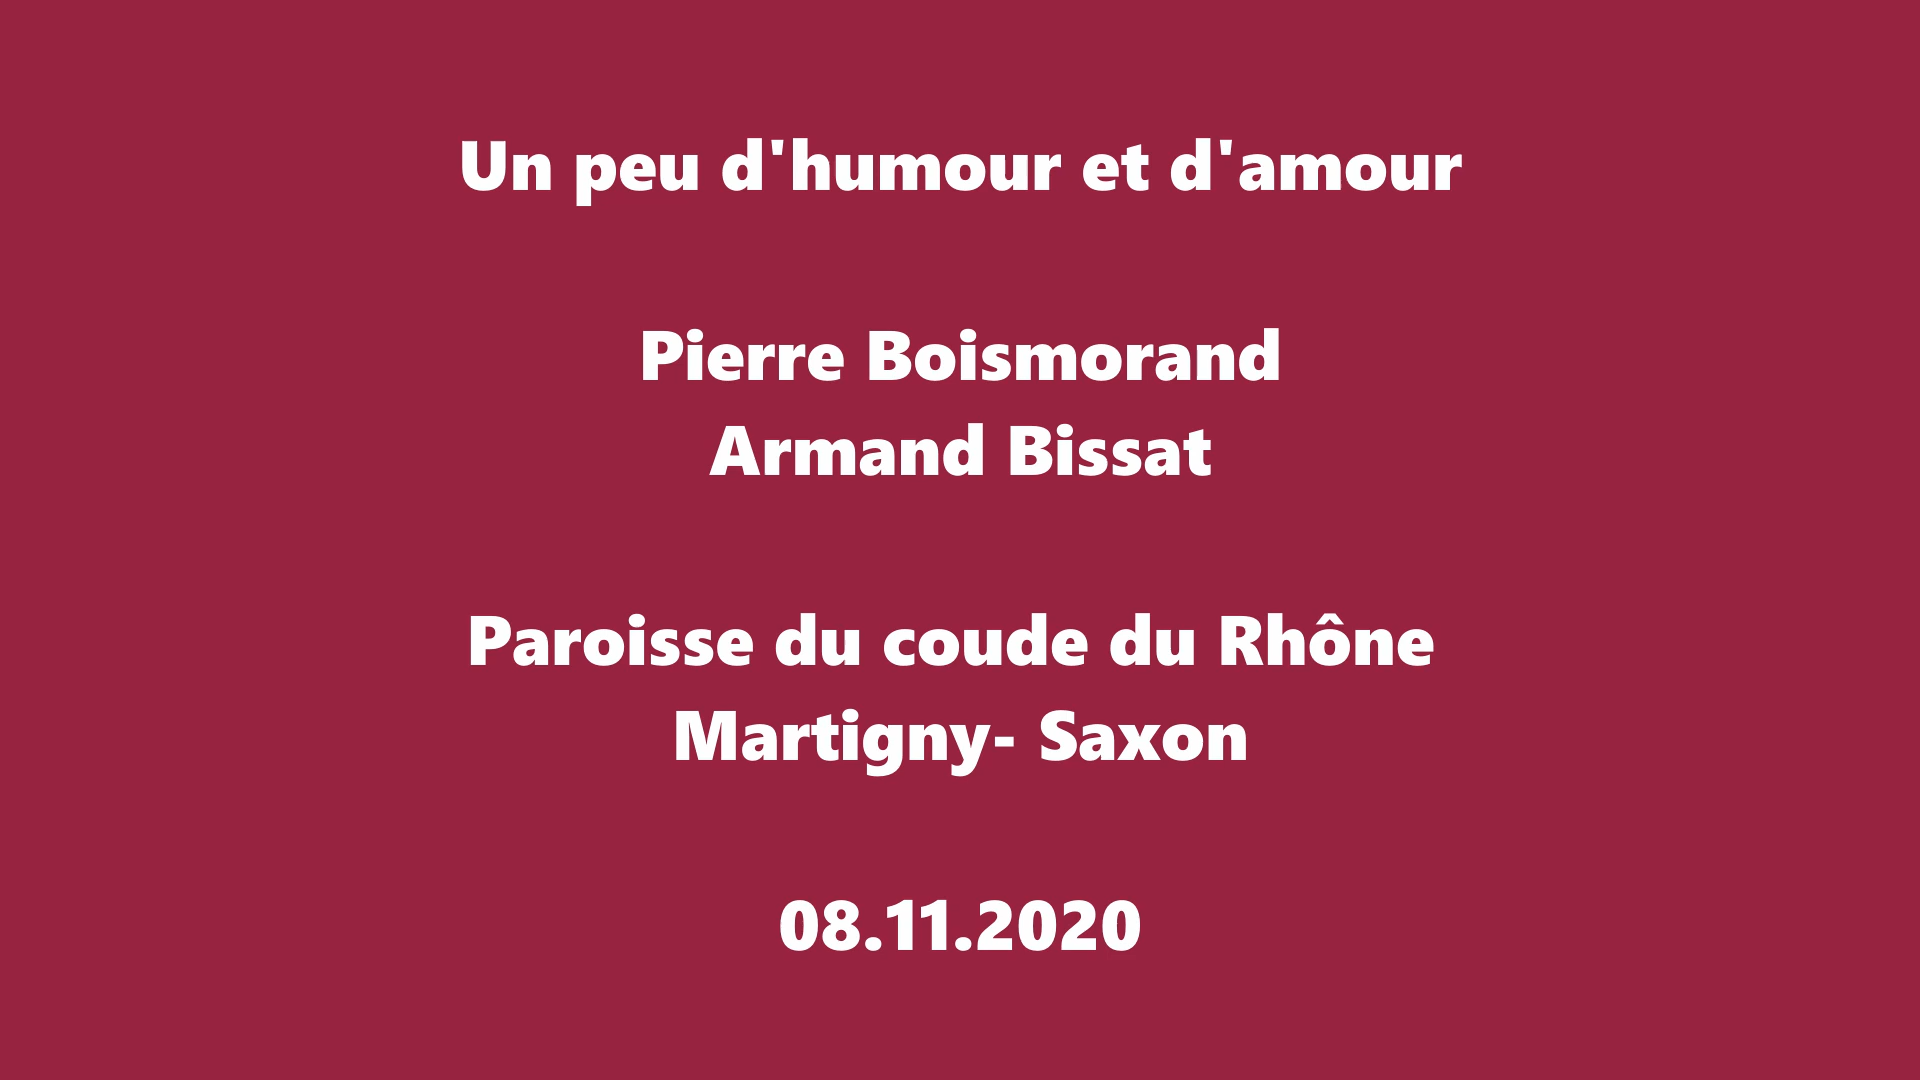 Un peu d'humour et d'amour
Pierre Boismorand
Armand Bissat
Paroisse du coude du Rhône
Martigny- Saxon
08.11.2020